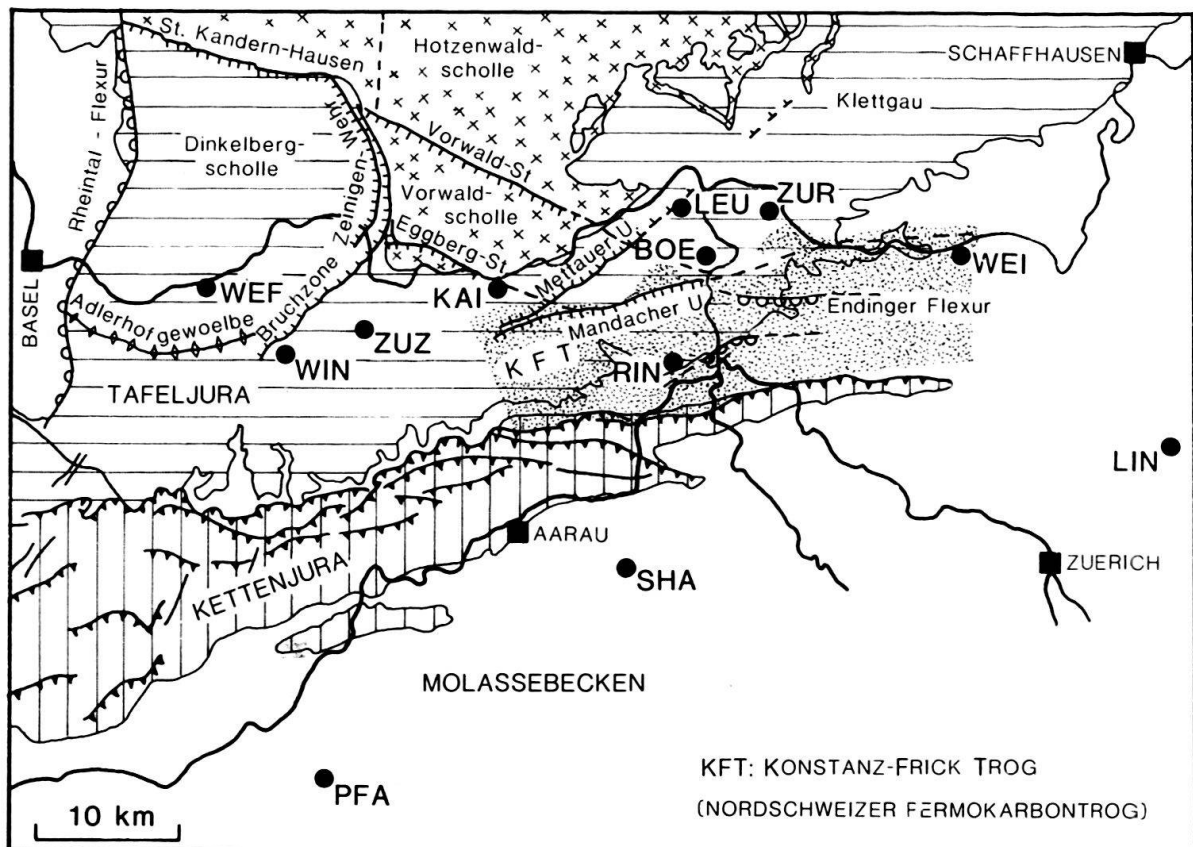 St. Kandern-Hausen
Hotzenwald-
scholle
SCHAFFHAUSEN
Klettgau
Rheintal - Flexur
Dinkelberg-
scholle
Wehr
Zeinigen-
Bruchzone
Vorwald-St
Vorwald-
scholle
Eggberg-St
LEU
ZUR
BOE
WEI
Mettauer U
BASEL
WEF
KAI
Adlerhofgewoelbe
Mandacher U
Endinger Flexur
ZUZ
WIN
KFT
RIN
TAFELJURA
LIN
AARAU
ZUERICH
SHA
KETTENJURA
MOLASSEBECKEN
PFA
KFT: KONSTANZ-FRICK TROG
(NORDSCHWEIZER FERMOKARBONTROG)
10 km